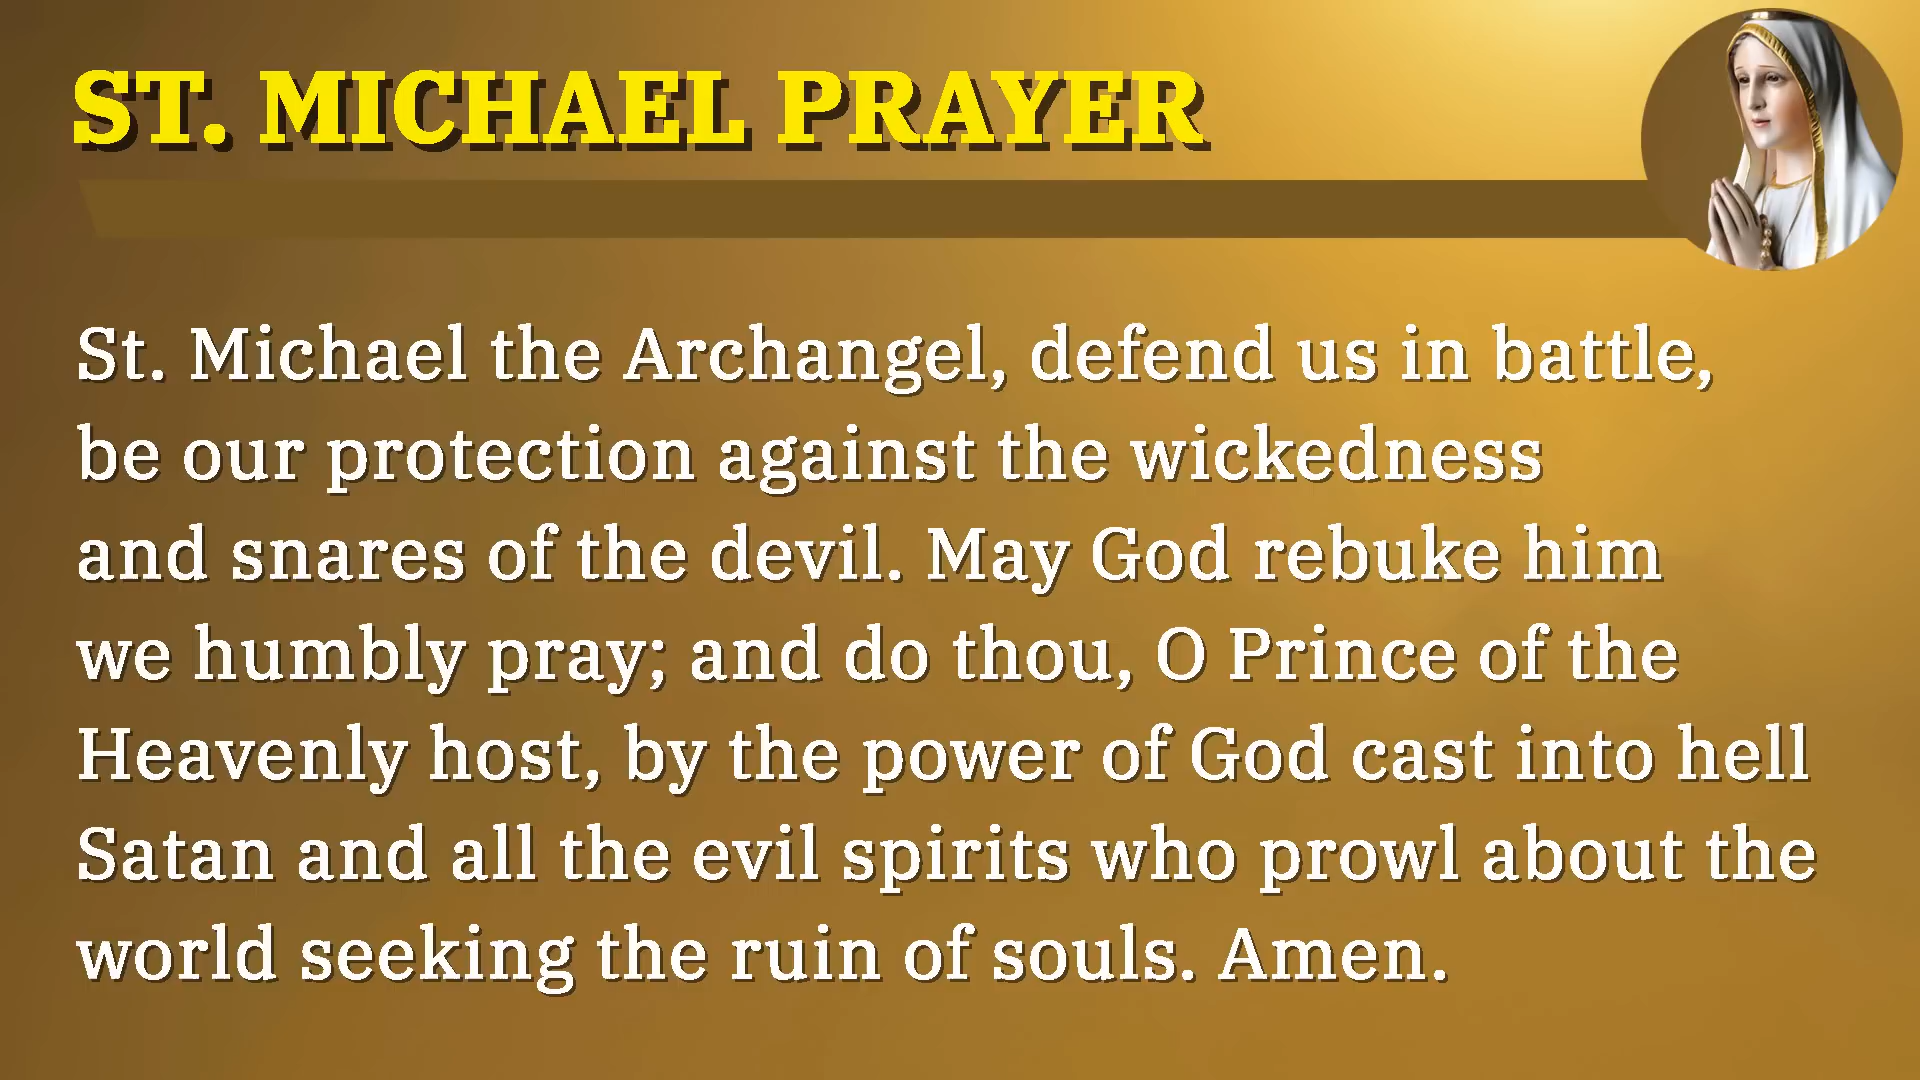 ST. MICHAEL PRAYER
St. Michael the Archangel, defend us in battle,
be our protection against the wickedness
and snares of the devil. May God rebuke him
we humbly pray; and do thou, O Prince of the
Heavenly host, by the power of God cast into hell
Satan and all the evil spirits who prowl about the
world seeking the ruin of souls. Amen.